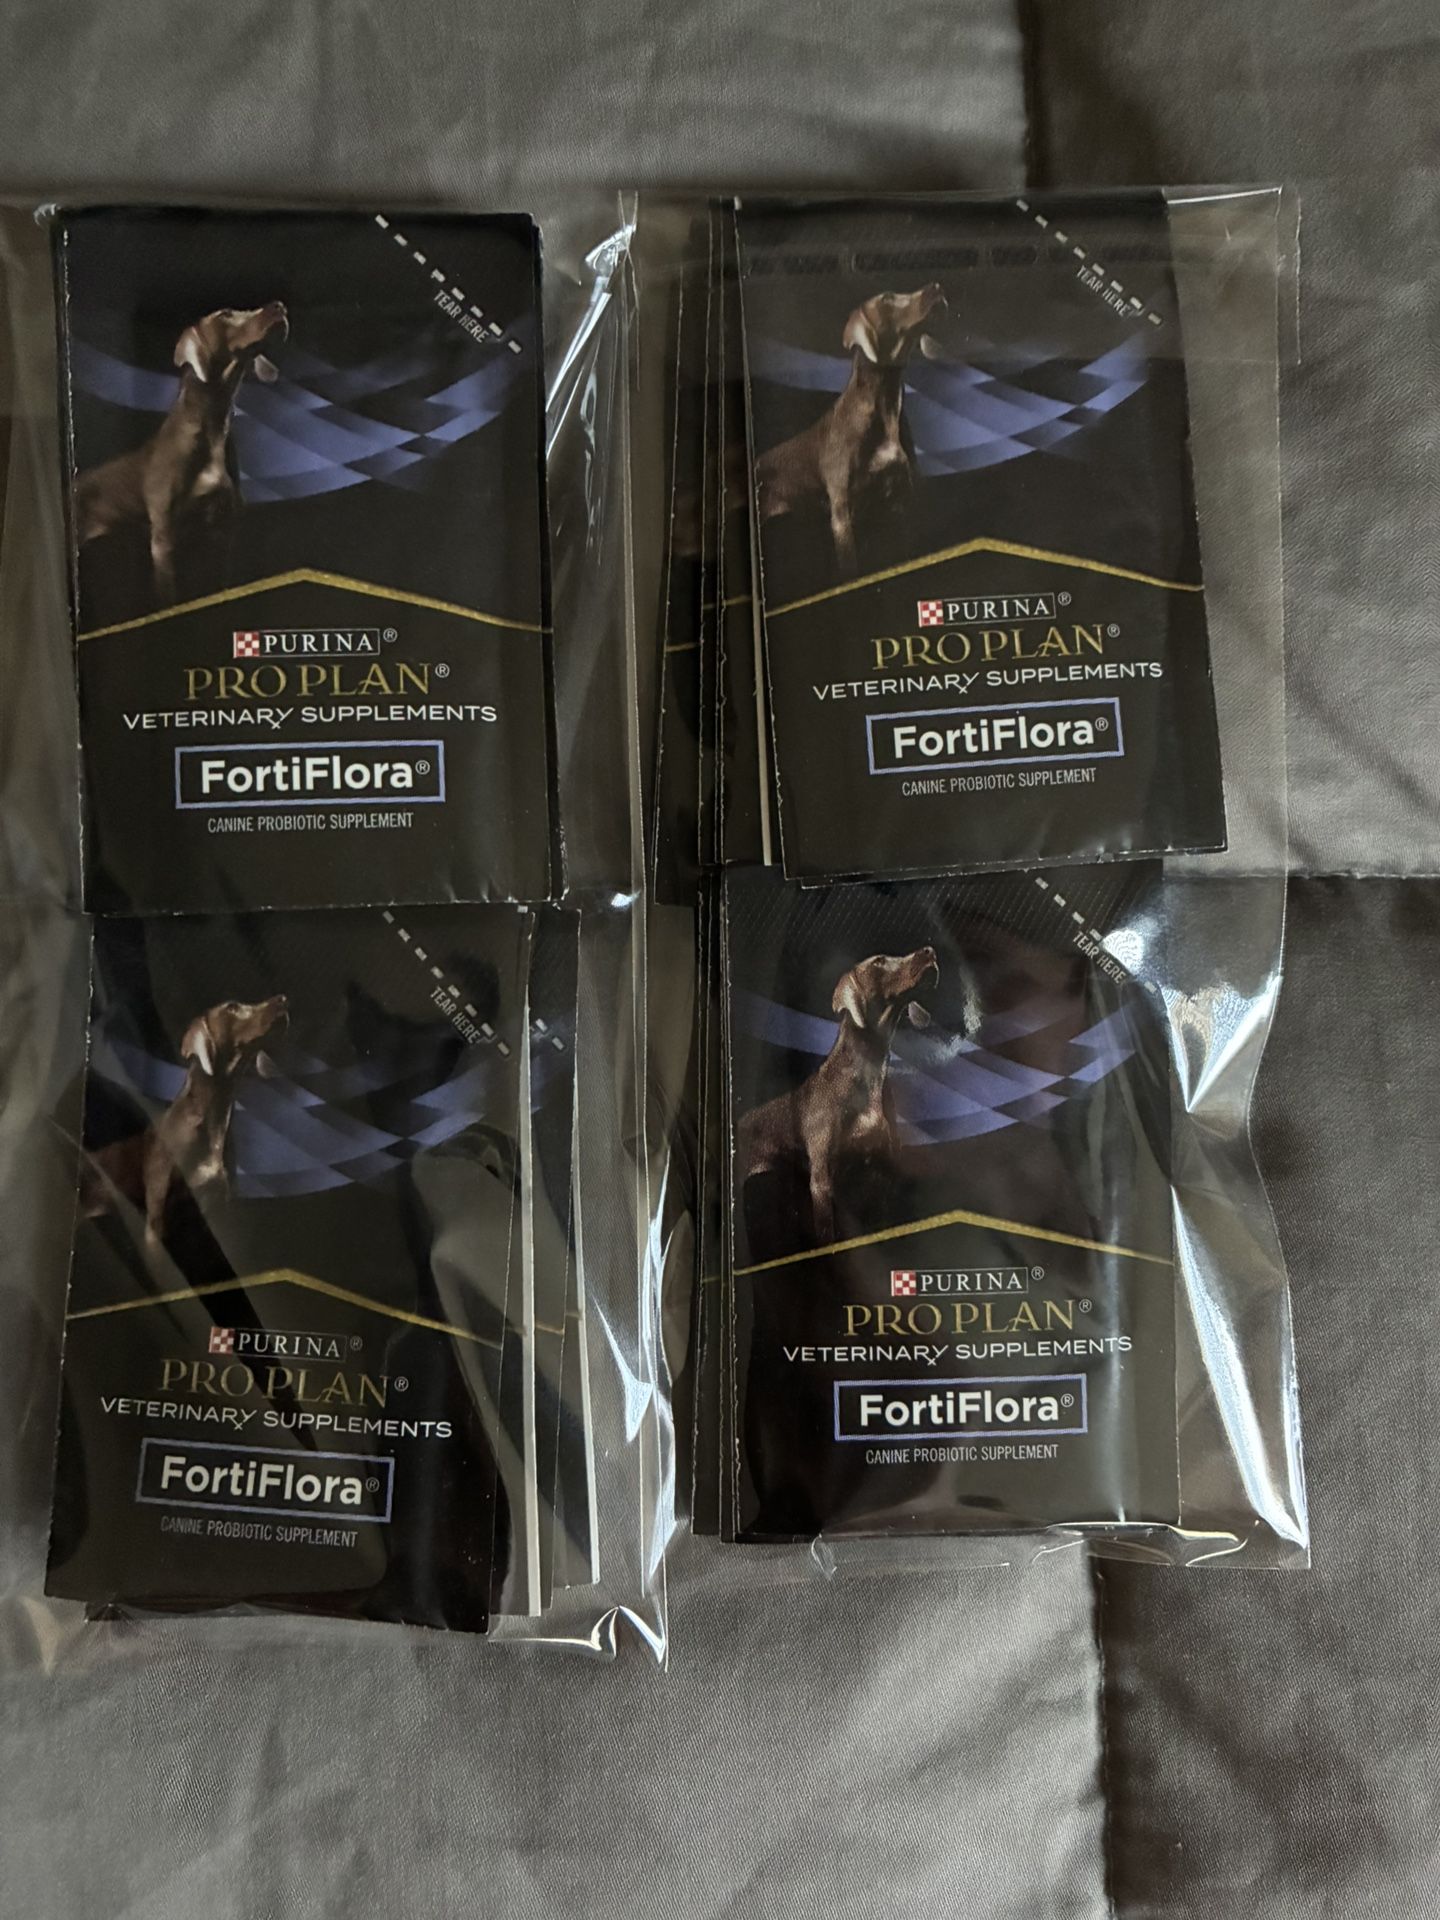 TEAR HERE
PURINA®
PRO PLAN®
VETERINARY SUPPLEMENTS
FortiFlora®
CANINE PROBIOTIC SUPPLEMENT
TEAR HERE
PURINA®
PRO PLAN®
VETERINARY SUPPLEMENTS
FortiFlora®
CANINE PROBIOTIC SUPPLEMENT
TEAR HERE
PURINA®
PRO PLAN®
VETERINARY SUPPLEMENTS
FortiFlora®
CANINE PROBIOTIC SUPPLEMENT
TEAR HERE
PURINA®
PRO PLAN®
VETERINARY SUPPLEMENTS
FortiFlora®
CANINE PROBIOTIC SUPPLEMENT